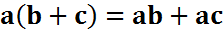 a(b + c) = ab + ac